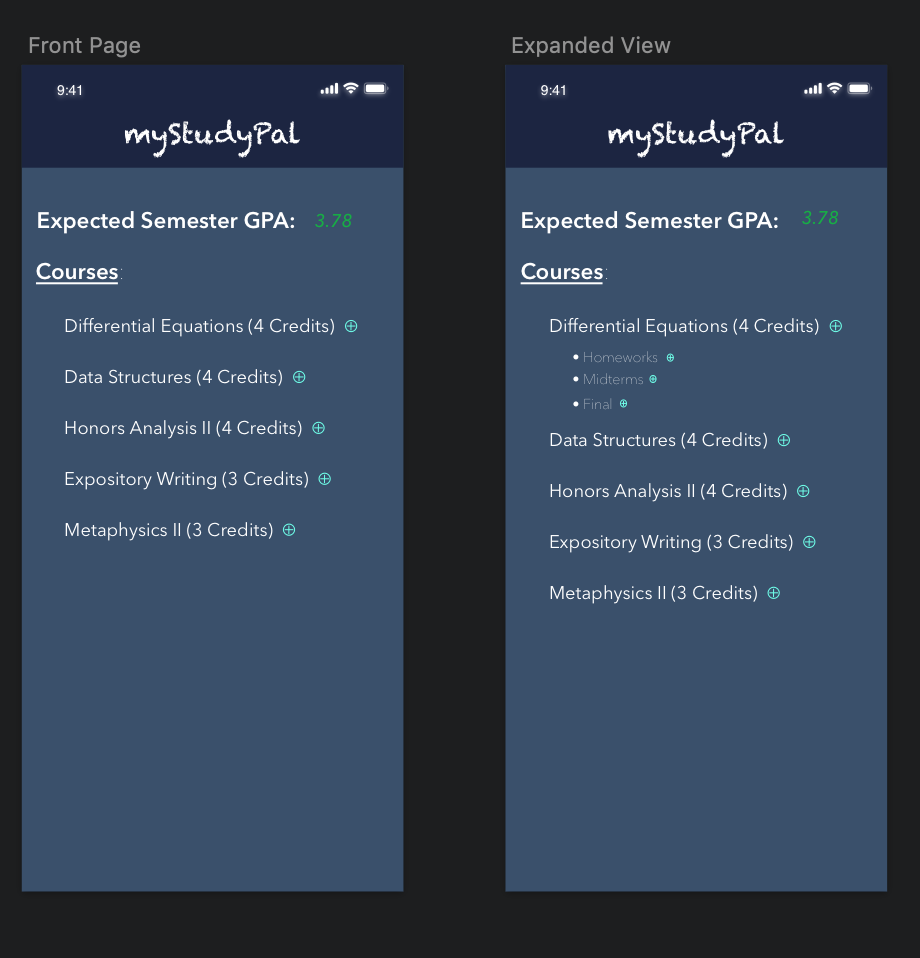 Front Page
9:41
myStudyPal
Expected Semester GPA: 3.78
Courses:
Differential Equations (4 Credits)
Data Structures (4 Credits)
Honors Analysis II (4 Credits)
Expository Writing (3 Credits)
Metaphysics II (3 Credits)
Expanded View
9:41
myStudyPal
Expected Semester GPA: 3.78
Courses:
Differential Equations (4 Credits)
• Homeworks
• Midterms
• Final
Data Structures (4 Credits)
Honors Analysis II (4 Credits)
Expository Writing (3 Credits)
Metaphysics II (3 Credits)